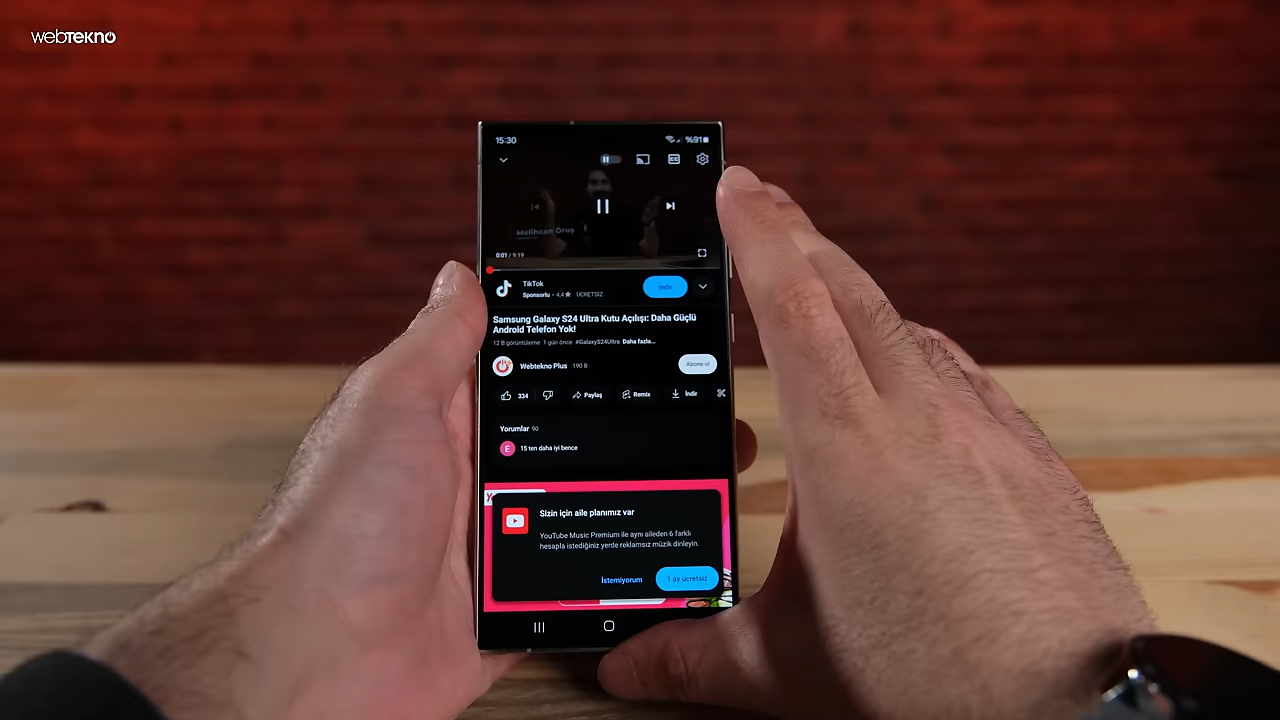 webTEKNO
15:30
%91
Melihcan Örüş
0:01 / 9:19
TikTok
İndir
Sponsorlu • 4,4★ ÜCRETSİZ
Samsung Galaxy S24 Ultra Kutu Açılışı: Daha Güçlü
Android Telefon Yok!
12 B görüntüleme 1 gün önce #GalaxyS24Ultra Daha fazla...
Webtekno Plus 190 B
Abone ol
334
Paylaş
Remix
İndir
Yorumlar 90
E
15 ten daha iyi bence
Sizin için aile planımız var
YouTube Music Premium ile aynı aileden 6 farklı
hesapla istediğiniz yerde reklamsız müzik dinleyin.
İstemiyorum
1 ay ücretsiz